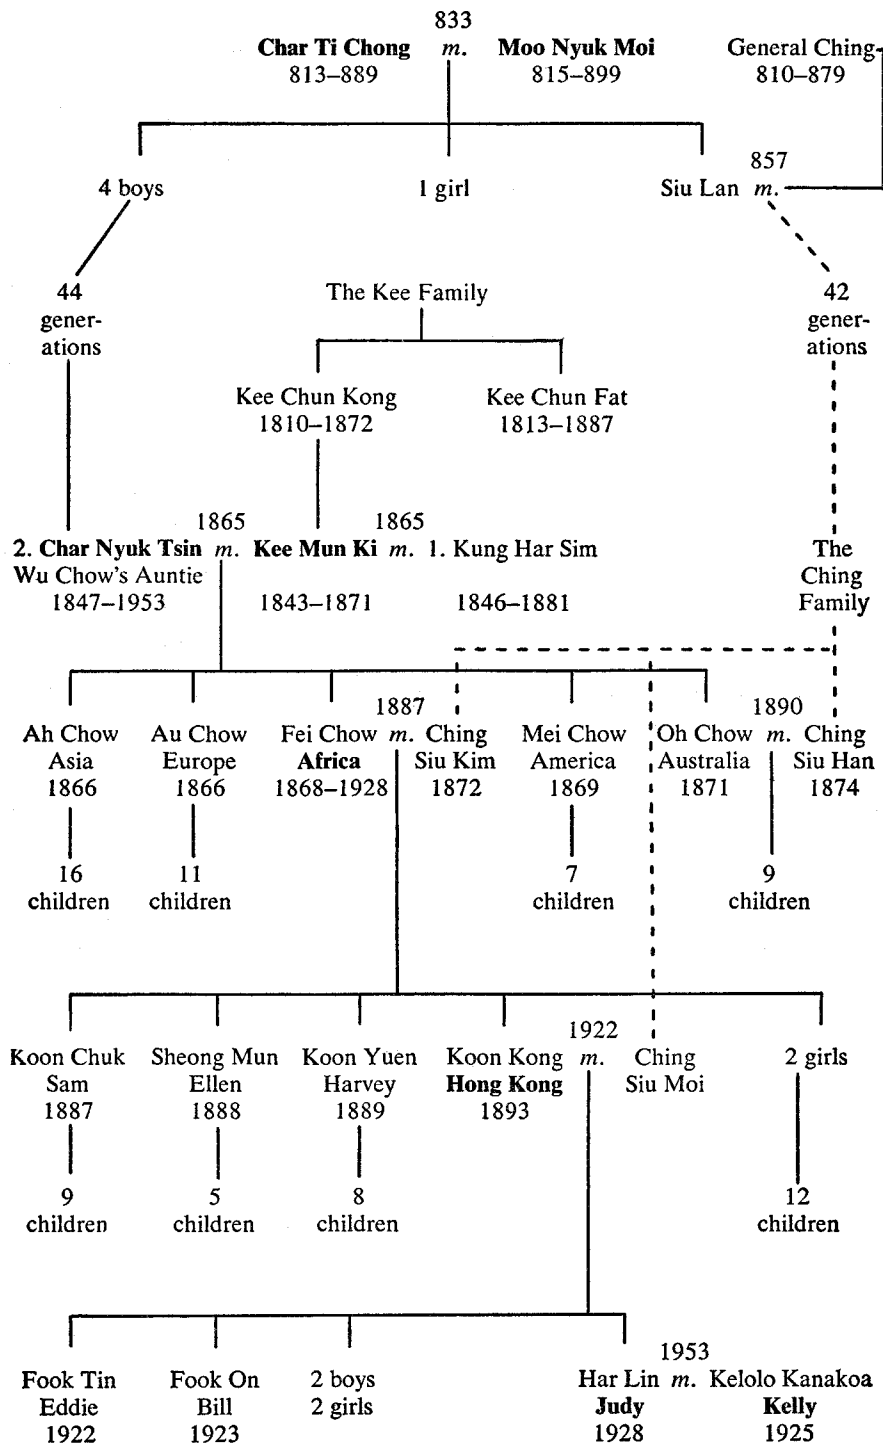 833
Char Ti Chong m. Moo Nyuk Moi General Ching
813–889 815–899 810–879
857
4 boys 1 girl Siu Lan m.
44 The Kee Family 42
gener- gener-
ations ations
Kee Chun Kong Kee Chun Fat
1810–1872 1813–1887
1865 1865
2. Char Nyuk Tsin m. Kee Mun Ki m. 1. Kung Har Sim The
Wu Chow's Auntie Ching
1847–1953 1843–1871 1846–1881 Family
1887 1890
Ah Chow Au Chow Fei Chow m. Ching Mei Chow Oh Chow m. Ching
Asia Europe Africa Siu Kim America Australia Siu Han
1866 1866 1868–1928 1872 1869 1871 1874
16 11 7 9
children children children children
1922
Koon Chuk Sheong Mun Koon Yuen Koon Kong m. Ching 2 girls
Sam Ellen Harvey Hong Kong Siu Moi
1887 1888 1889 1893
9 5 8 12
children children children children
1953
Fook Tin Fook On 2 boys Har Lin m. Kelolo Kanakoa
Eddie Bill 2 girls Judy Kelly
1922 1923 1928 1925